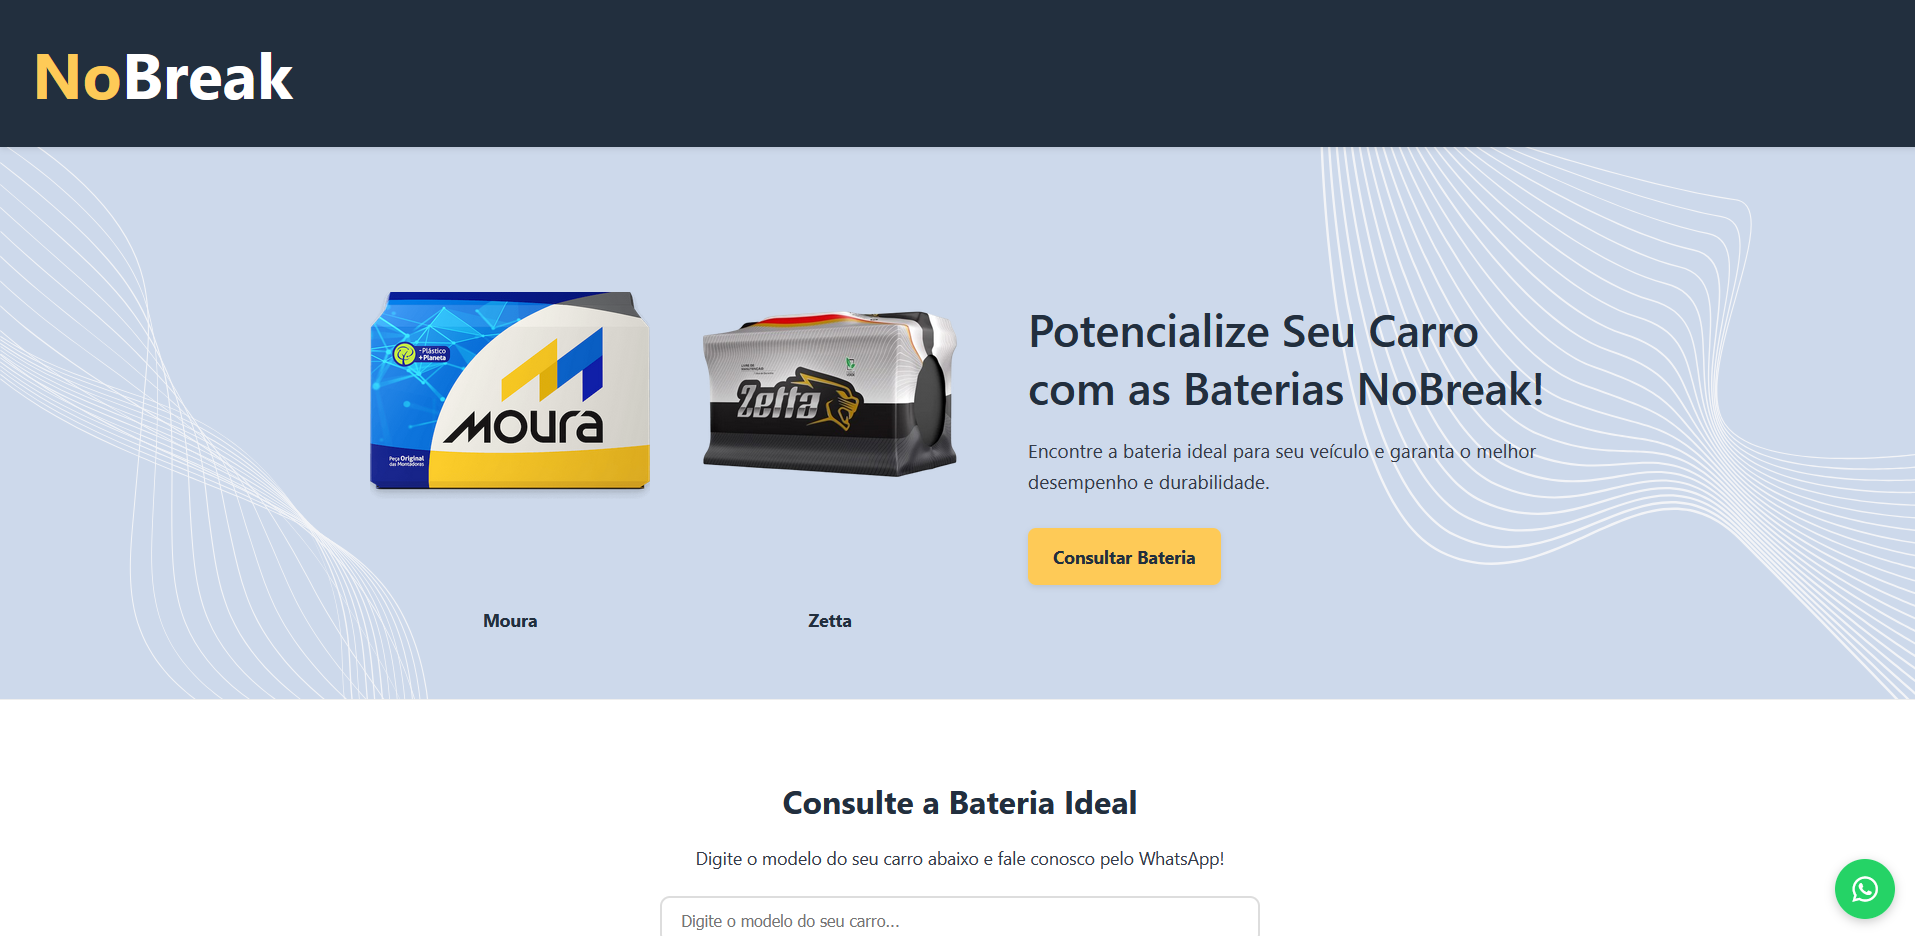 NoBreak
-Plástico
+Planeta
moura
Peça Original
das Montadoras
Zetta
Potencialize Seu Carro
com as Baterias NoBreak!
Encontre a bateria ideal para seu veículo e garanta o melhor
desempenho e durabilidade.
Consultar Bateria
Moura
Zetta
Consulte a Bateria Ideal
Digite o modelo do seu carro abaixo e fale conosco pelo WhatsApp!
Digite o modelo do seu carro...